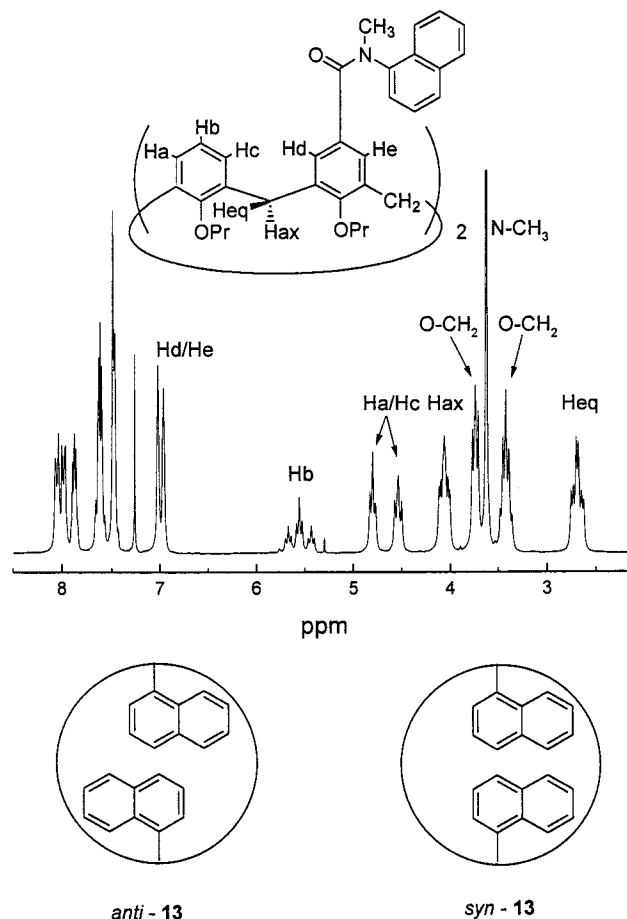 CH₃
O
N
Hb
Ha
Hc
Hd
He
Heq
Hax
OPr
OPr
CH₂
2
N-CH₃
O-CH₂
O-CH₂
Hd/He
Ha/Hc
Hax
Heq
Hb
8 7 6 5 4 3
ppm
anti - 13
syn - 13